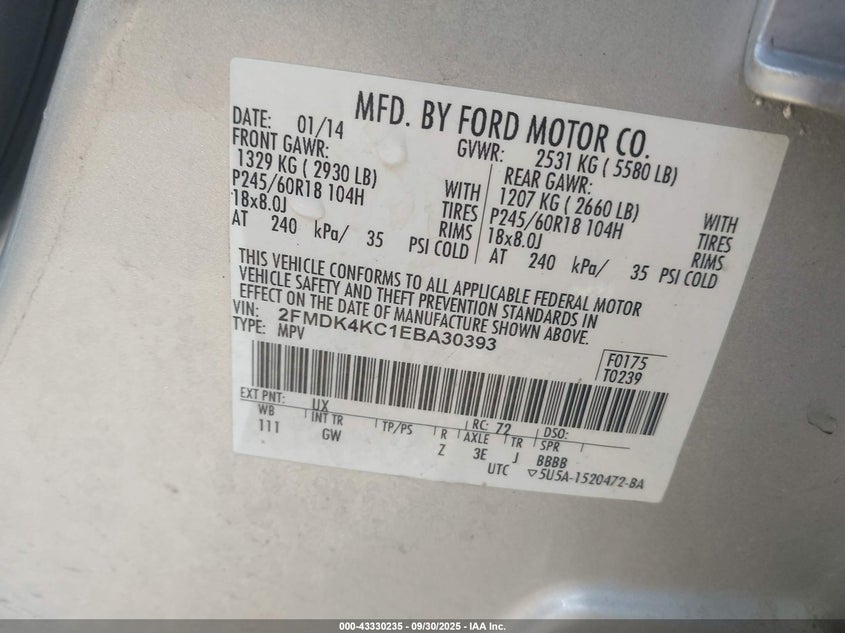 MFD. BY FORD MOTOR CO.
DATE: 01/14 GVWR: 2531 KG ( 5580 LB)
FRONT GAWR: REAR GAWR:
1329 KG ( 2930 LB) WITH 1207 KG ( 2660 LB) WITH
P245/60R18 104H TIRES P245/60R18 104H TIRES
18x8.0J RIMS 18x8.0J RIMS
AT 240 kPa/ 35 PSI COLD AT 240 kPa/ 35 PSI COLD
THIS VEHICLE CONFORMS TO ALL APPLICABLE FEDERAL MOTOR
VEHICLE SAFETY AND THEFT PREVENTION STANDARDS IN
EFFECT ON THE DATE OF MANUFACTURE SHOWN ABOVE.
VIN: 2FMDK4KC1EBA30393
TYPE: MPV
F0175
T0239
EXT PNT: UX RC: 72 DSO:
WB INT TR TP/PS R AXLE TR SPR
111 GW Z 3E J BBBB
UTC ▽5U5A-1520472-BA
000-43330235 - 09/30/2025 - IAA Inc.